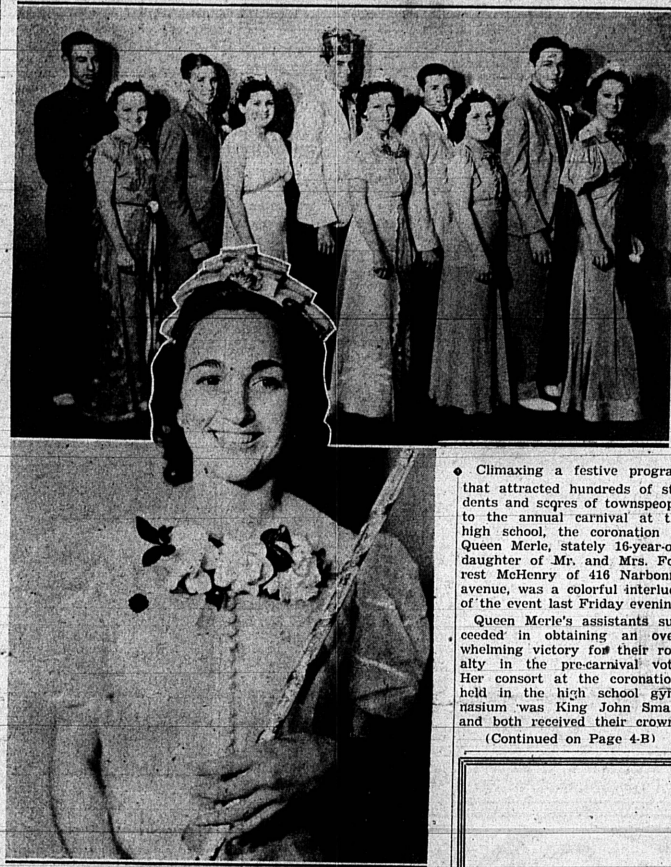 Climaxing a festive progra
that attracted hundreds of st
dents and scores of townspeop
to the annual carnival at t
high school, the coronation
Queen Merle, stately 16-year-o
daughter of Mr. and Mrs. Fo
rest McHenry of 416 Narbonn
avenue, was a colorful interlu
of the event last Friday evenin
Queen Merle's assistants su
ceeded in obtaining an ove
whelming victory for their ro
alty in the pre-carnival vot
Her consort at the coronatio
held in the high school gy
nasium was King John Sma
and both received their crown
(Continued on Page 4-B)